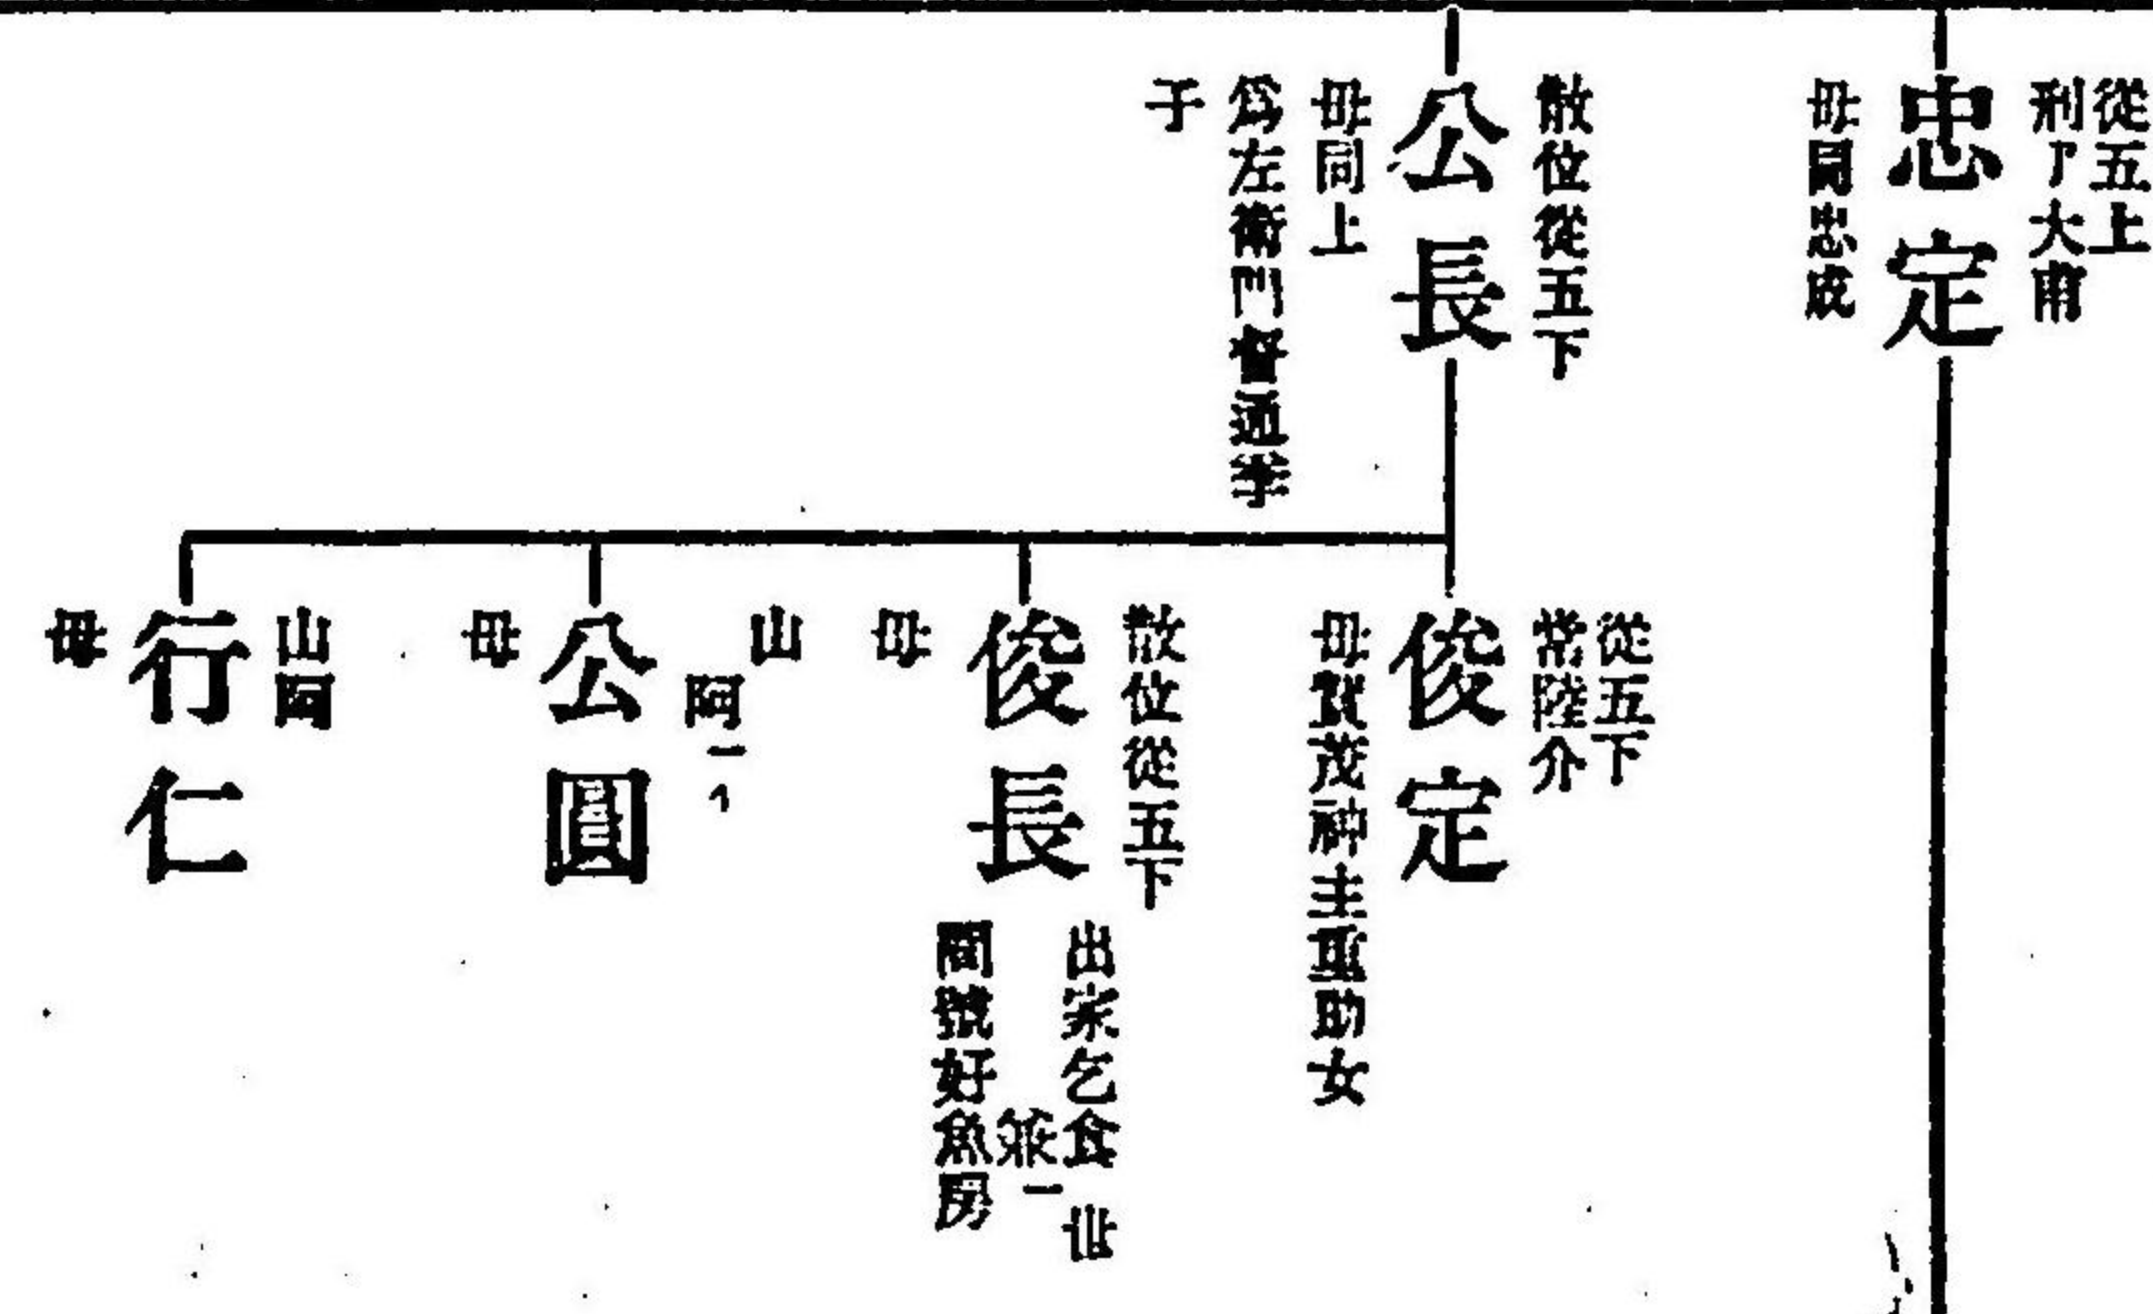 從五上
刑卩大甫
忠定
母同忠成
散位從五下
公長
母同上
爲左衛門督通季
子
從五下
常陸介
俊定
母賀茂神主重助女
散位從五下
俊長
母
出家乞食 世
兼一
間號好魚房
山
阿一イ
公圓
母
山阿
行仁
母